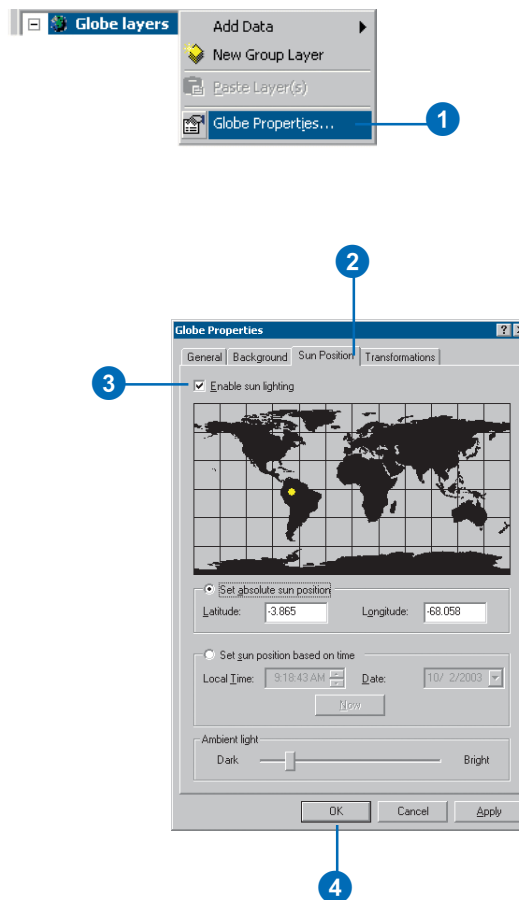 Globe layers
Add Data
New Group Layer
Paste Layer(s)
Globe Properties...
1
2
Globe Properties
General Background Sun Position Transformations
3
Enable sun lighting
Set absolute sun position
Latitude: -3.865 Longitude: -68.058
Set sun position based on time
Local Time: 9:18:43 AM Date: 10/ 2/2003
Now
Ambient light
Dark Bright
OK Cancel Apply
4